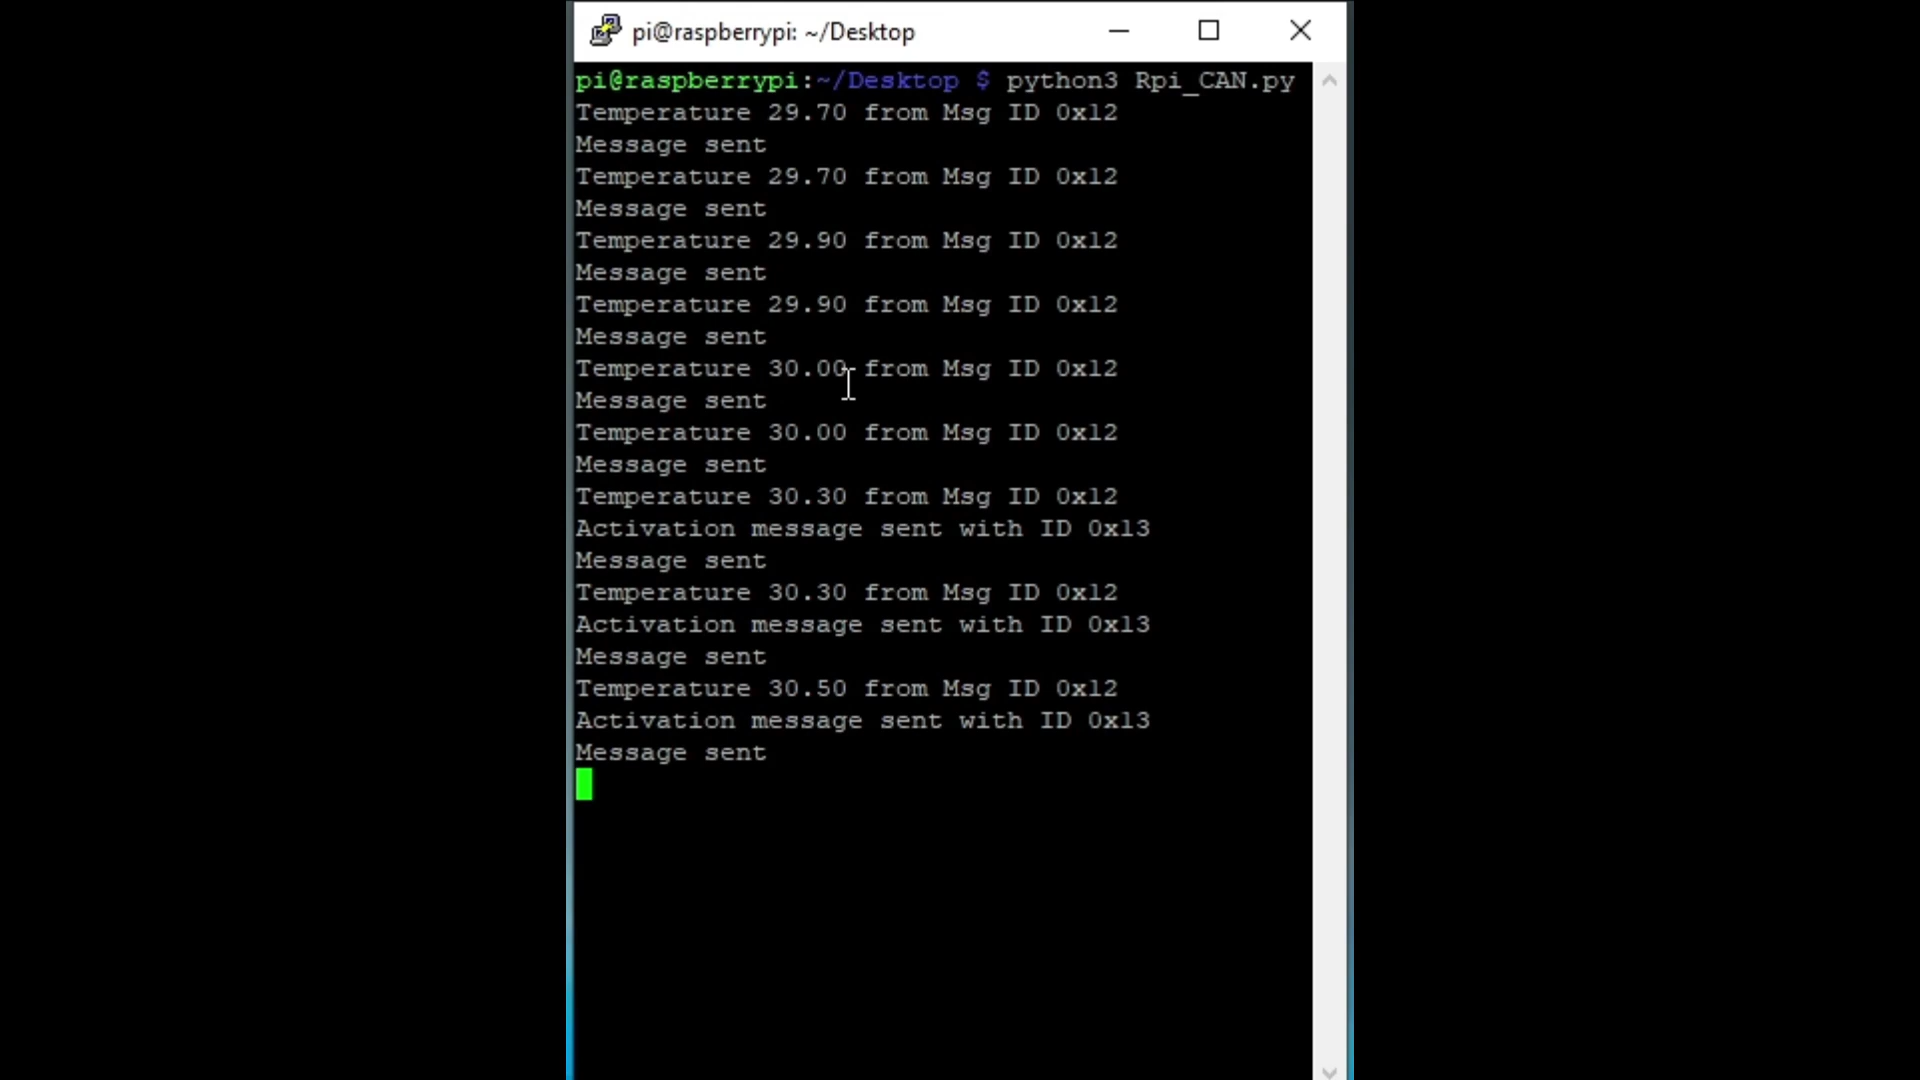 pi@raspberrypi: ~/Desktop
pi@raspberrypi:~/Desktop $ python3 Rpi_CAN.py
Temperature 29.70 from Msg ID 0x12
Message sent
Temperature 29.70 from Msg ID 0x12
Message sent
Temperature 29.90 from Msg ID 0x12
Message sent
Temperature 29.90 from Msg ID 0x12
Message sent
Temperature 30.00 from Msg ID 0x12
Message sent
Temperature 30.00 from Msg ID 0x12
Message sent
Temperature 30.30 from Msg ID 0x12
Activation message sent with ID 0x13
Message sent
Temperature 30.30 from Msg ID 0x12
Activation message sent with ID 0x13
Message sent
Temperature 30.50 from Msg ID 0x12
Activation message sent with ID 0x13
Message sent